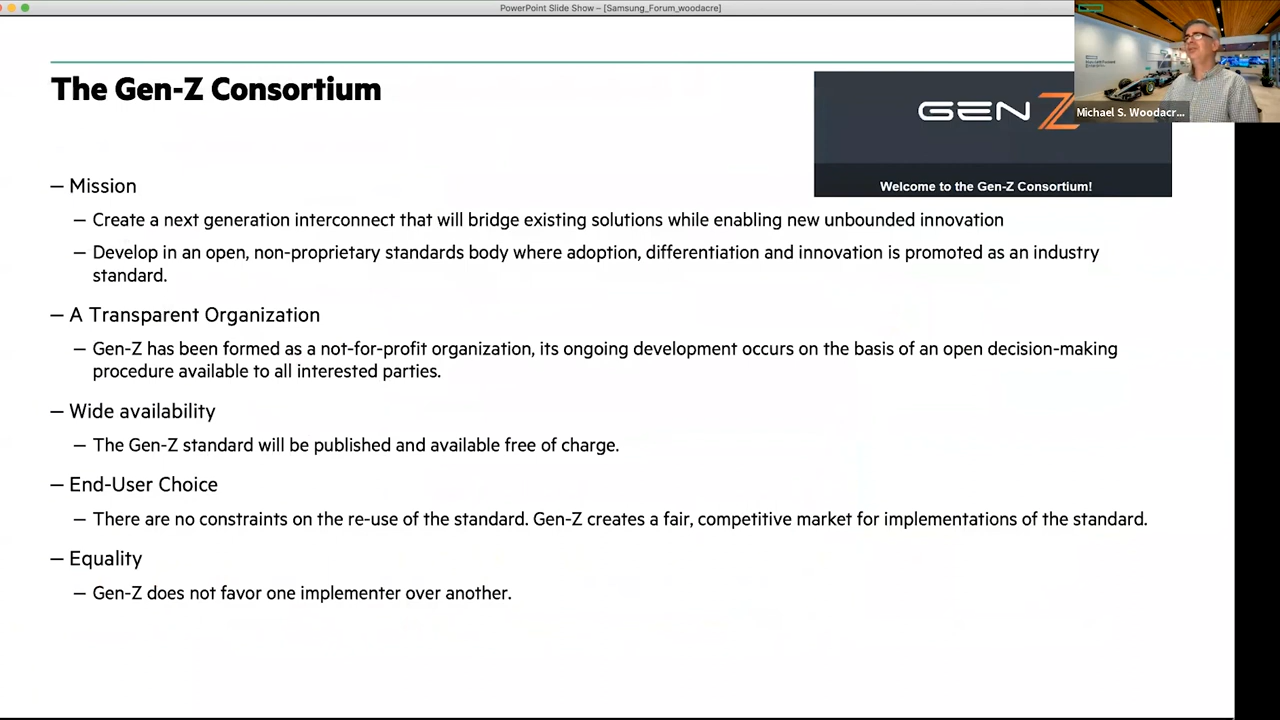 PowerPoint Slide Show – [Samsung_Forum_woodacre]
The Gen-Z Consortium
GEN Z
Michael S. Woodacr...
Welcome to the Gen-Z Consortium!
– Mission
– Create a next generation interconnect that will bridge existing solutions while enabling new unbounded innovation
– Develop in an open, non-proprietary standards body where adoption, differentiation and innovation is promoted as an industry
standard.
– A Transparent Organization
– Gen-Z has been formed as a not-for-profit organization, its ongoing development occurs on the basis of an open decision-making
procedure available to all interested parties.
– Wide availability
– The Gen-Z standard will be published and available free of charge.
– End-User Choice
– There are no constraints on the re-use of the standard. Gen-Z creates a fair, competitive market for implementations of the standard.
– Equality
– Gen-Z does not favor one implementer over another.